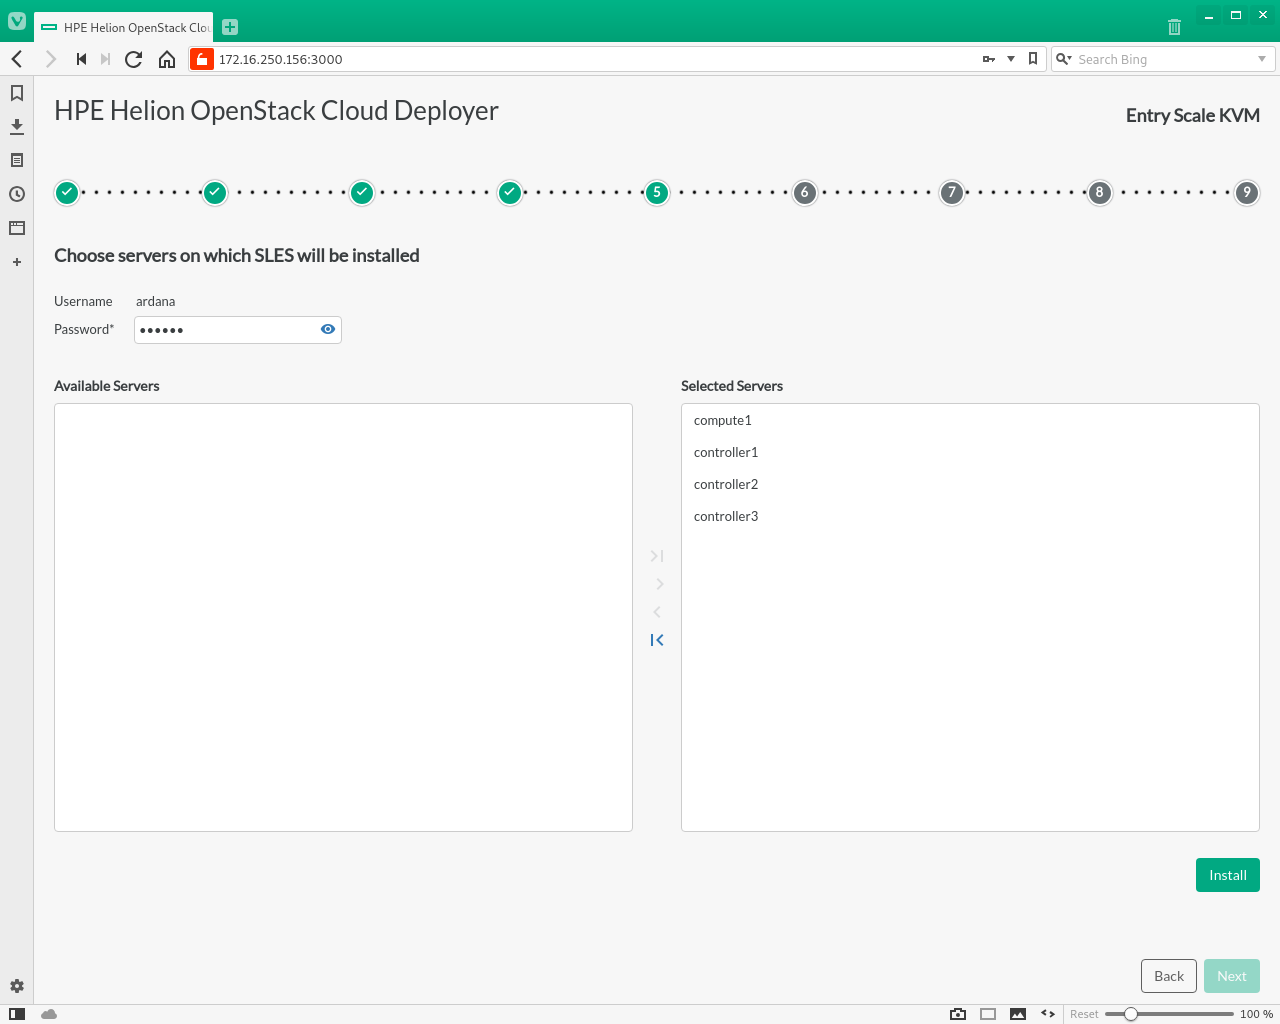 HPE Helion OpenStack Clou
172.16.250.156:3000
Search Bing
HPE Helion OpenStack Cloud Deployer
Entry Scale KVM
5
6
7
8
9
Choose servers on which SLES will be installed
Username ardana
Password* ••••••
Available Servers
Selected Servers
compute1
controller1
controller2
controller3
Install
Back
Next
Reset
100 %